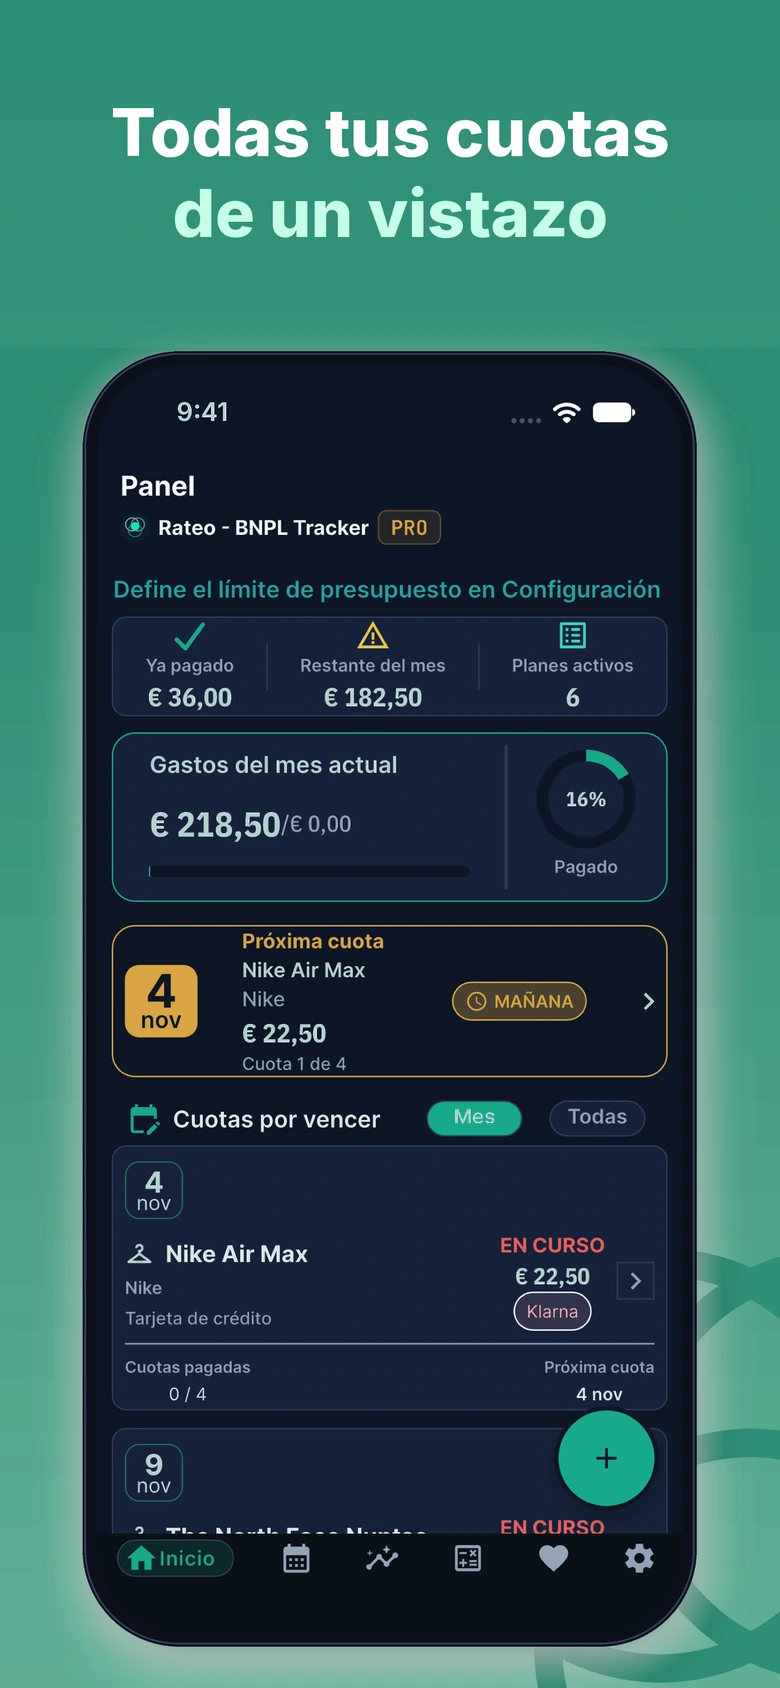 Todas tus cuotas
de un vistazo
9:41
Panel
Rateo - BNPL Tracker PRO
Define el límite de presupuesto en Configuración
Ya pagado Restante del mes Planes activos
€ 36,00 € 182,50 6
Gastos del mes actual
€ 218,50/€ 0,00
16%
Pagado
4
nov
Próxima cuota
Nike Air Max
Nike
€ 22,50
Cuota 1 de 4
MAÑANA
Cuotas por vencer Mes Todas
4
nov
Nike Air Max
Nike
Tarjeta de crédito
EN CURSO
€ 22,50
Klarna
Cuotas pagadas Próxima cuota
0 / 4 4 nov
9
nov
The North Face Nuptse EN CURSO
Inicio